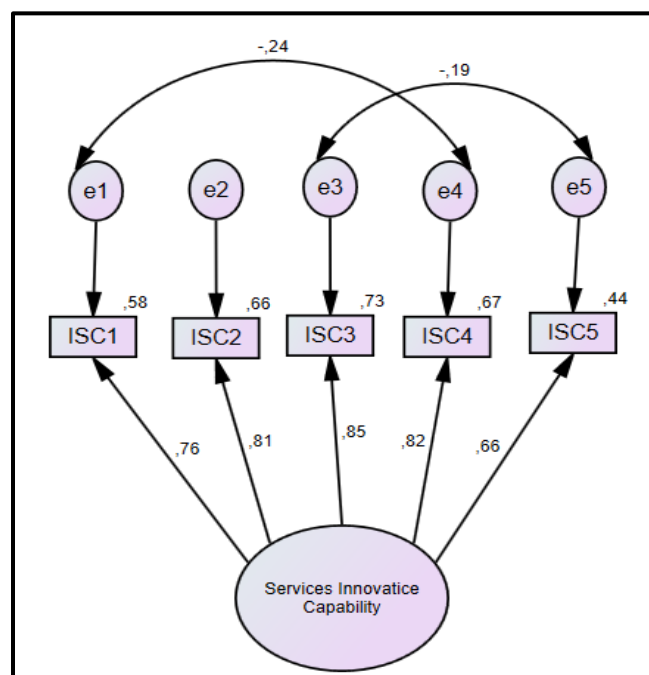 -,24
-,19
e1
e2
e3
e4
e5
,58
,66
,73
,67
,44
ISC1
ISC2
ISC3
ISC4
ISC5
,76
,81
,85
,82
,66
Services Innovatice
Capability